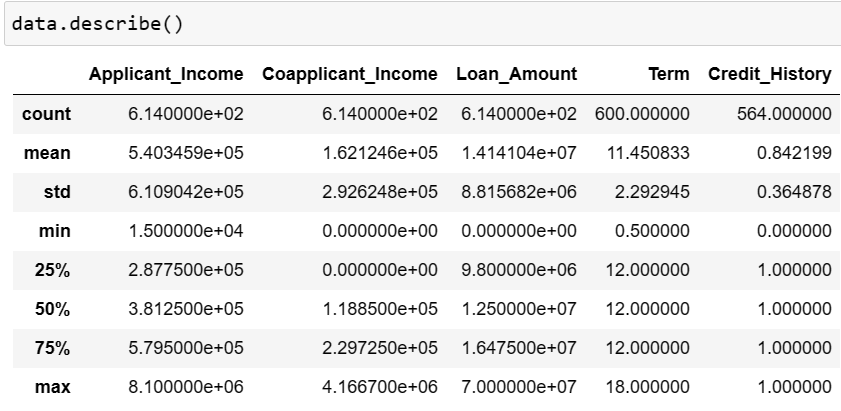 data.describe()
Applicant_Income Coapplicant_Income Loan_Amount Term Credit_History
count 6.140000e+02 6.140000e+02 6.140000e+02 600.000000 564.000000
mean 5.403459e+05 1.621246e+05 1.414104e+07 11.450833 0.842199
std 6.109042e+05 2.926248e+05 8.815682e+06 2.292945 0.364878
min 1.500000e+04 0.000000e+00 0.000000e+00 0.500000 0.000000
25% 2.877500e+05 0.000000e+00 9.800000e+06 12.000000 1.000000
50% 3.812500e+05 1.188500e+05 1.250000e+07 12.000000 1.000000
75% 5.795000e+05 2.297250e+05 1.647500e+07 12.000000 1.000000
max 8.100000e+06 4.166700e+06 7.000000e+07 18.000000 1.000000